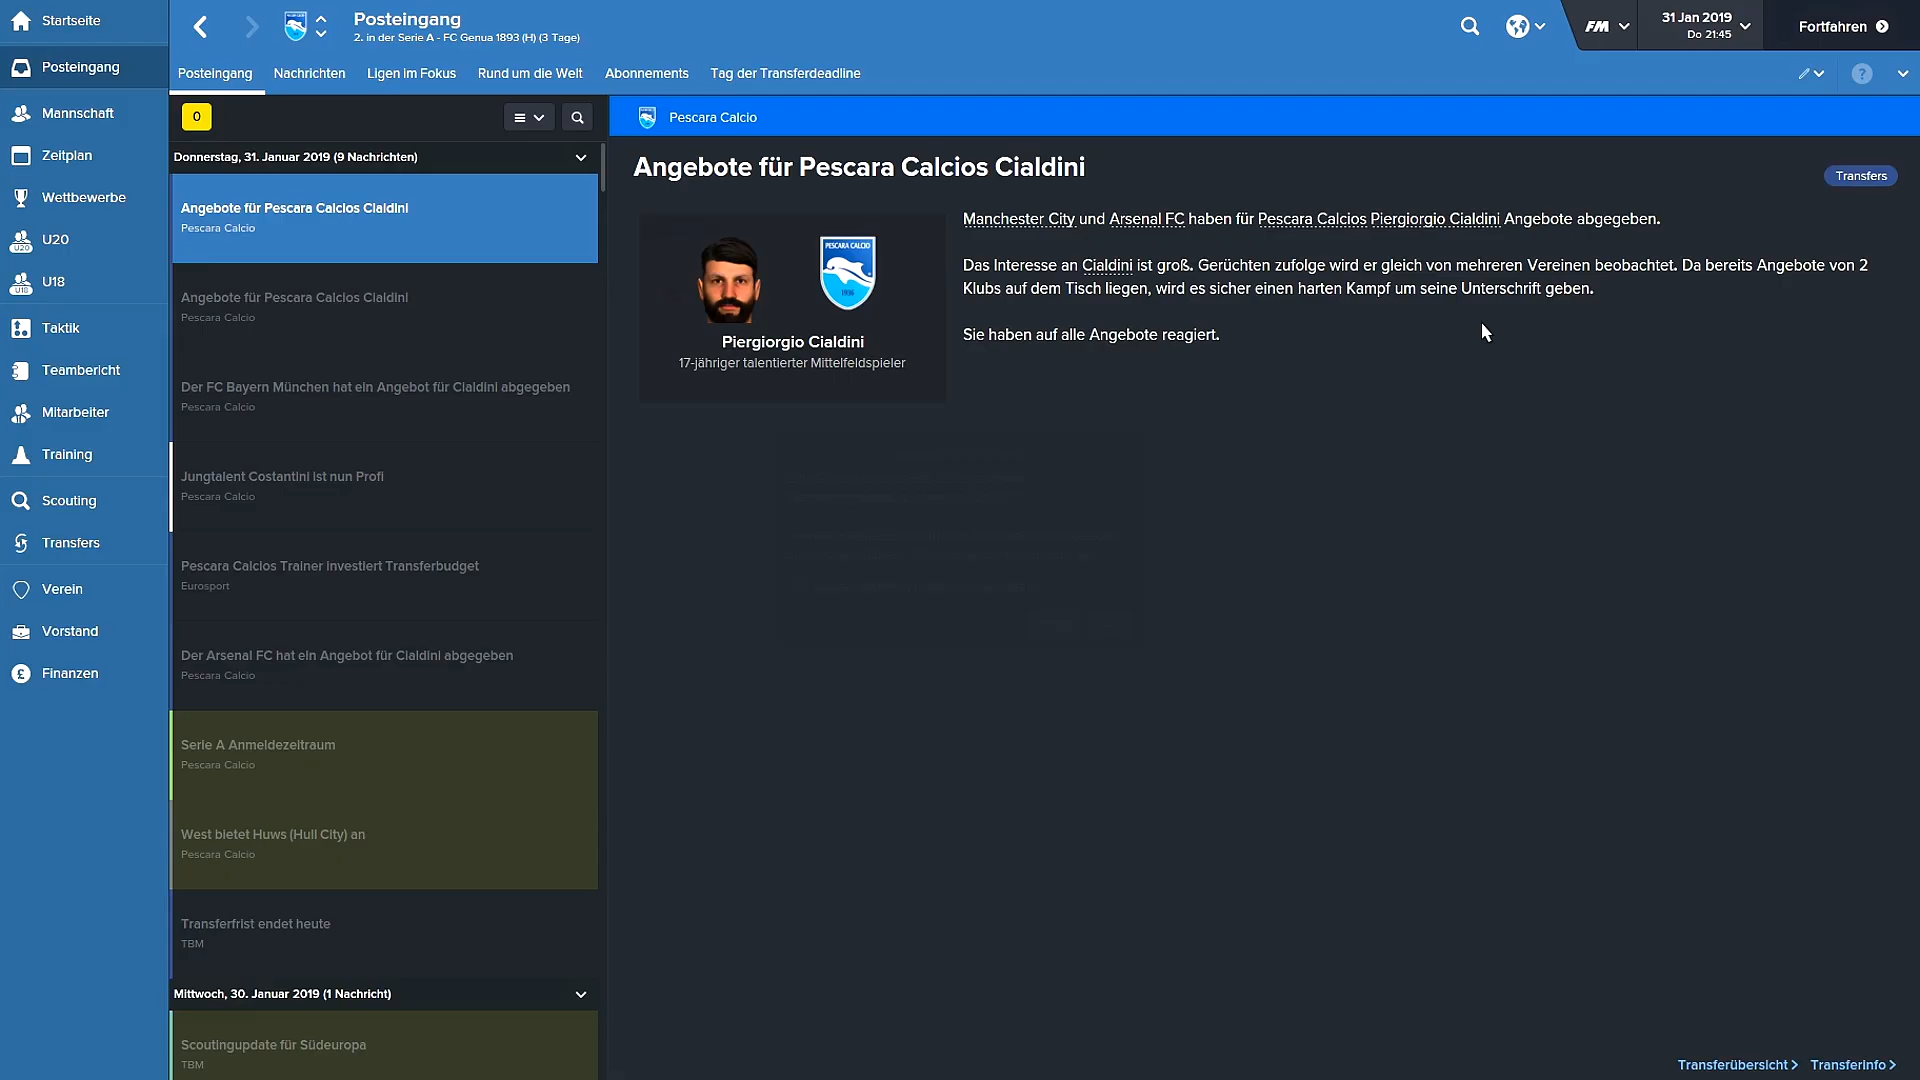 Startseite
Posteingang
Mannschaft
Zeitplan
Wettbewerbe
U20
U18
Taktik
Teambericht
Mitarbeiter
Training
Scouting
Transfers
Verein
Vorstand
Finanzen
Posteingang
2. in der Serie A - FC Genua 1893 (H) (3 Tage)
FM
31 Jan 2019
Do 21:45
Fortfahren
Posteingang Nachrichten Ligen im Fokus Rund um die Welt Abonnements Tag der Transferdeadline
?
0
Donnerstag, 31. Januar 2019 (9 Nachrichten)
Angebote für Pescara Calcios Cialdini
Pescara Calcio
Angebote für Pescara Calcios Cialdini
Pescara Calcio
Der FC Bayern München hat ein Angebot für Cialdini abgegeben
Pescara Calcio
Jungtalent Costantini ist nun Profi
Pescara Calcio
Pescara Calcios Trainer investiert Transferbudget
Eurosport
Der Arsenal FC hat ein Angebot für Cialdini abgegeben
Pescara Calcio
Serie A Anmeldezeitraum
Pescara Calcio
West bietet Huws (Hull City) an
Pescara Calcio
Transferfrist endet heute
TBM
Mittwoch, 30. Januar 2019 (1 Nachricht)
Scoutingupdate für Südeuropa
TBM
Pescara Calcio
Angebote für Pescara Calcios Cialdini
Transfers
PESCARA CALCIO
1936
Piergiorgio Cialdini
17-jähriger talentierter Mittelfeldspieler
Manchester City und Arsenal FC haben für Pescara Calcios Piergiorgio Cialdini Angebote abgegeben.
Das Interesse an Cialdini ist groß. Gerüchten zufolge wird er gleich von mehreren Vereinen beobachtet. Da bereits Angebote von 2
Klubs auf dem Tisch liegen, wird es sicher einen harten Kampf um seine Unterschrift geben.
Sie haben auf alle Angebote reagiert.
Transferübersicht
Transferinfo